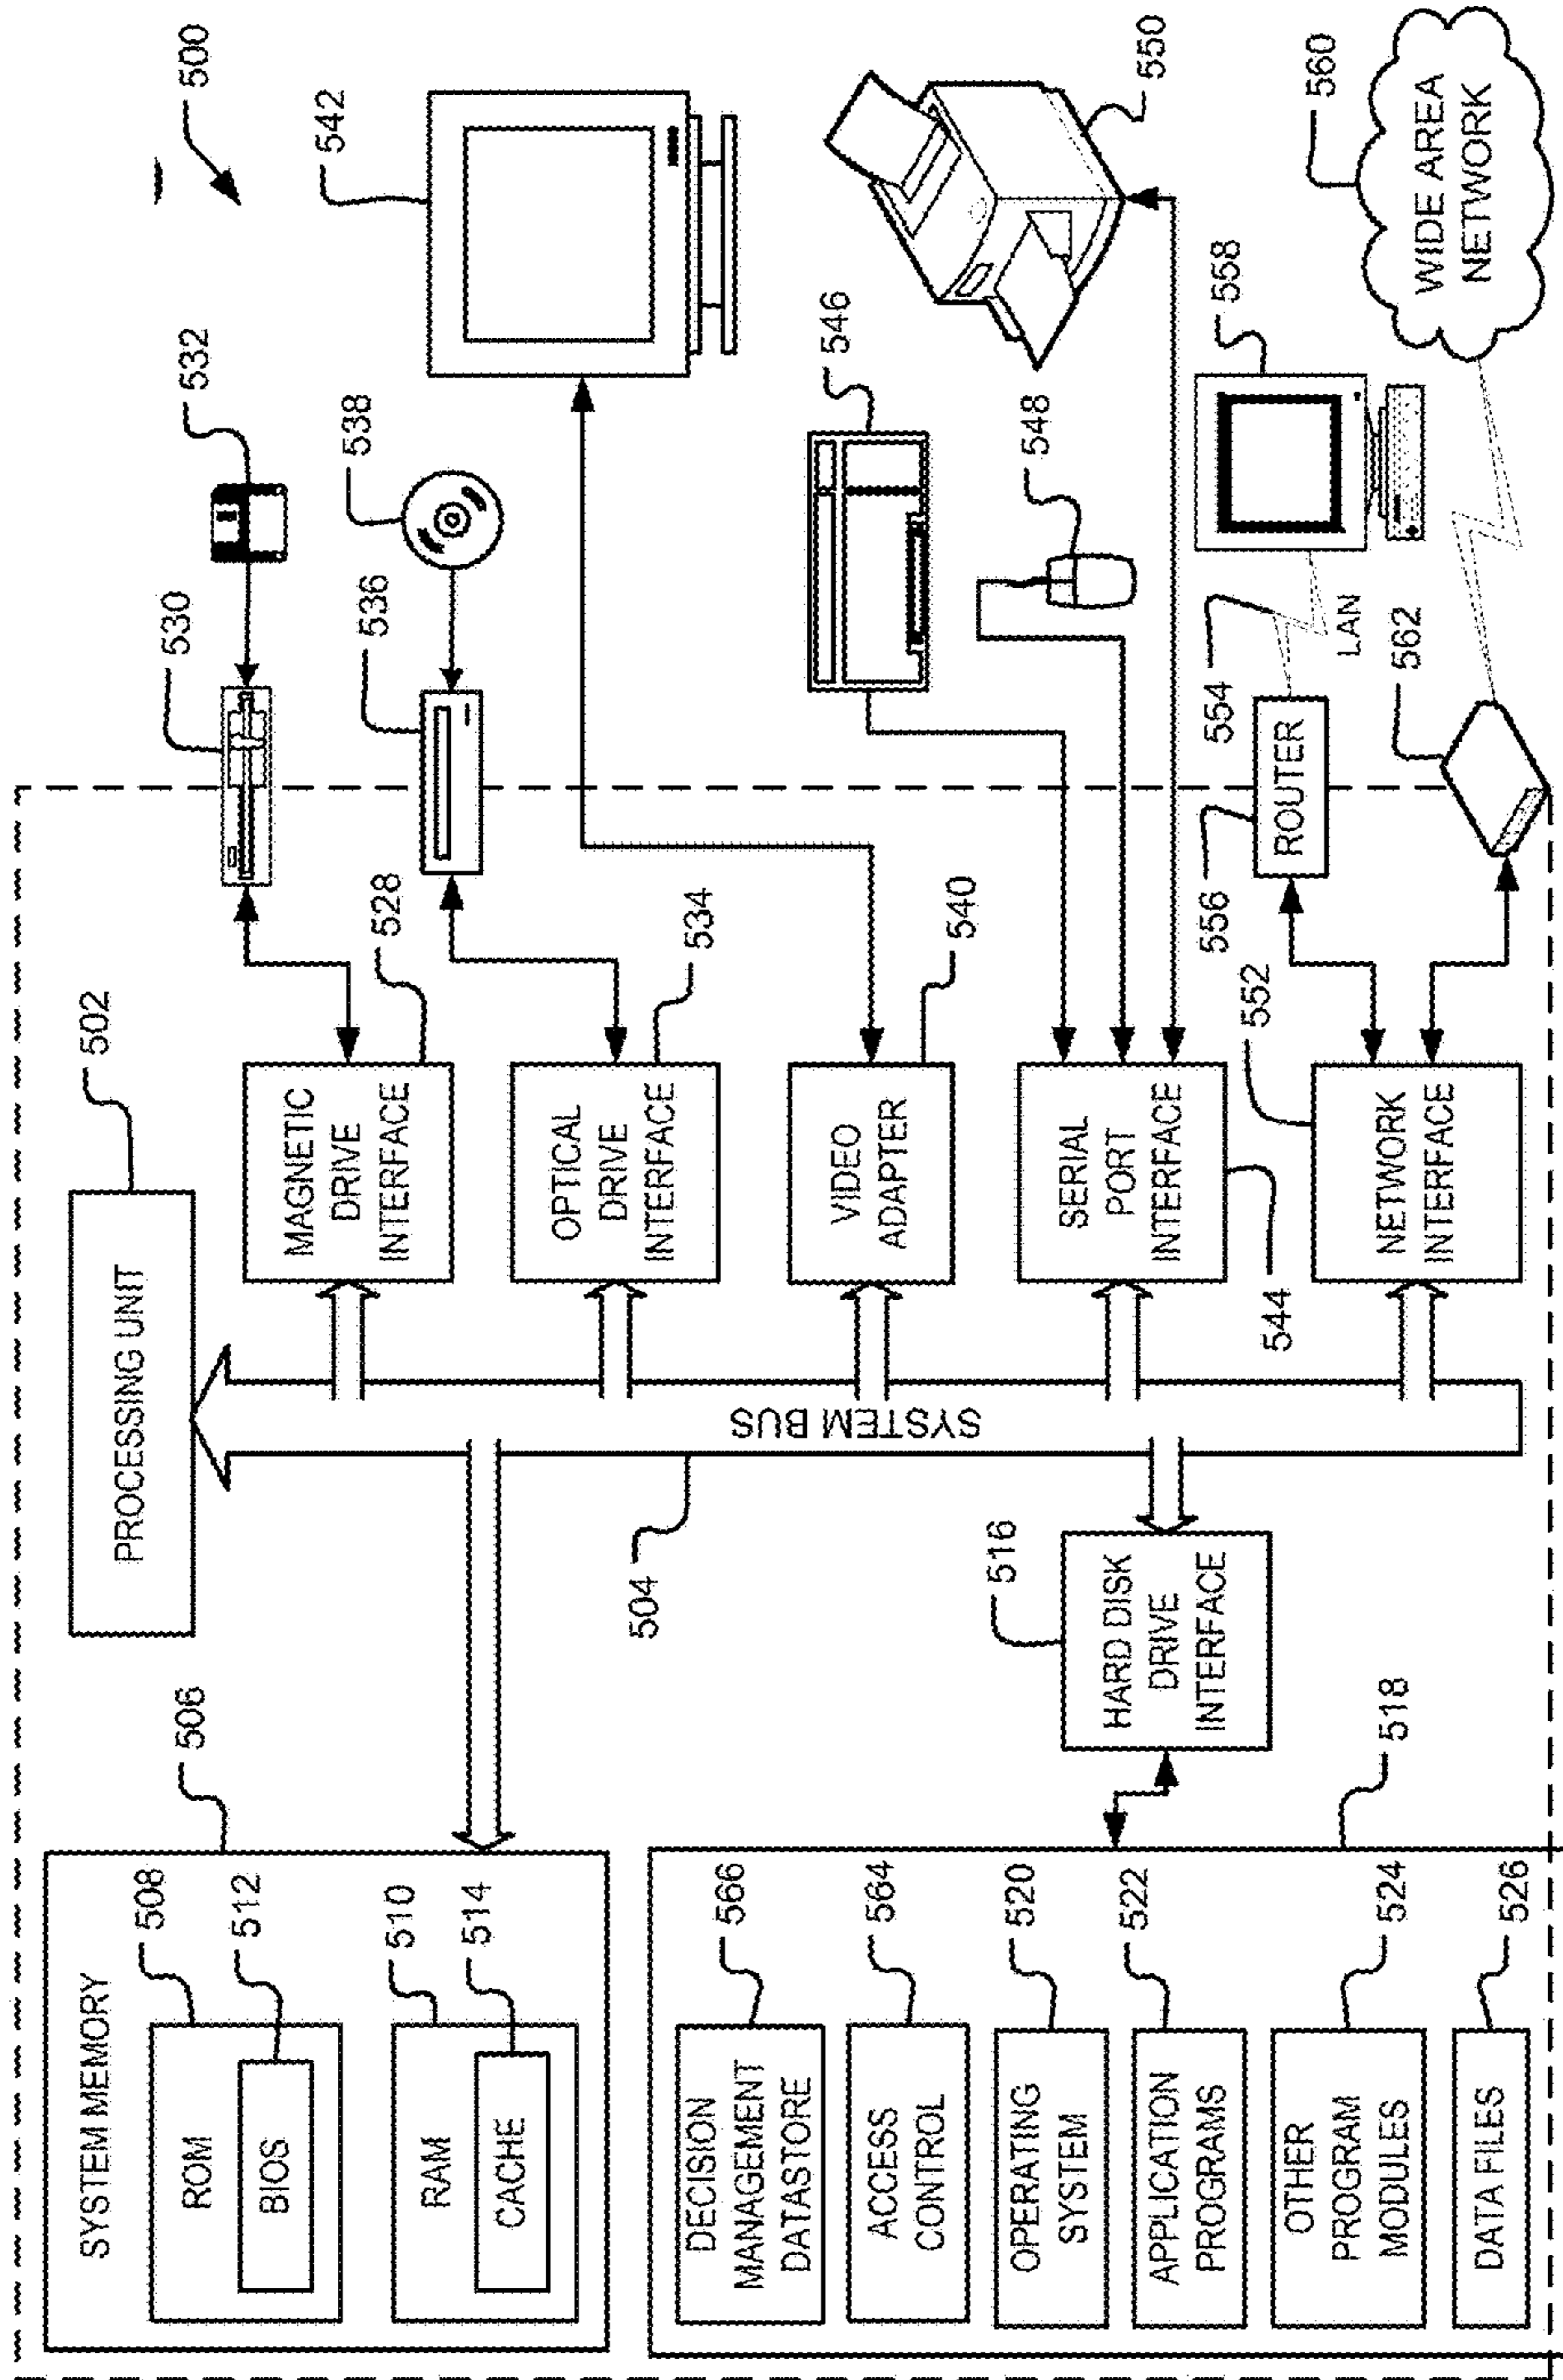 500
SYSTEM MEMORY
506
ROM
508
BIOS
512
RAM
510
CACHE
514
PROCESSING UNIT
502
SYSTEM BUS
504
DECISION
MANAGEMENT
DATASTORE
566
ACCESS
CONTROL
564
OPERATING
SYSTEM
520
APPLICATION
PROGRAMS
522
OTHER
PROGRAM
MODULES
524
DATA FILES
526
518
HARD DISK
DRIVE
INTERFACE
516
MAGNETIC
DRIVE
INTERFACE
528
530
532
OPTICAL
DRIVE
INTERFACE
534
536
538
VIDEO
ADAPTER
540
542
SERIAL
PORT
INTERFACE
544
546
548
550
NETWORK
INTERFACE
552
ROUTER
556
554
LAN
558
562
WIDE AREA
NETWORK
560